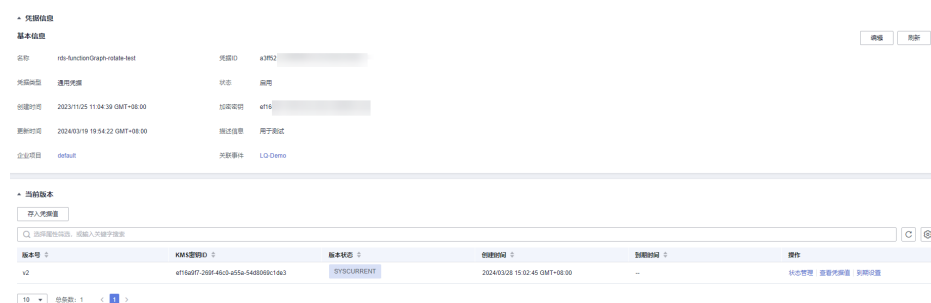 凭据信息
基本信息
编辑 刷新
名称 rds-functionGraph-rotate-test 凭据ID a3f52
凭据类型 通用凭据 状态 启用
创建时间 2023/11/25 11:04:39 GMT+08:00 加密密钥 ef16
更新时间 2024/03/19 19:54:22 GMT+08:00 描述信息 用于测试
企业项目 default 关联事件 LQ-Demo
当前版本
存入凭据值
选择属性筛选，或输入关键字搜索
版本号 KMS密钥ID 版本状态 创建时间 到期时间 操作
v2 ef16a9f7-269f-46c0-a55a-54d8069c1de3 SYSCURRENT 2024/03/28 15:02:45 GMT+08:00 -- 状态管理 查看凭据值 到期设置
10 总条数：1 1